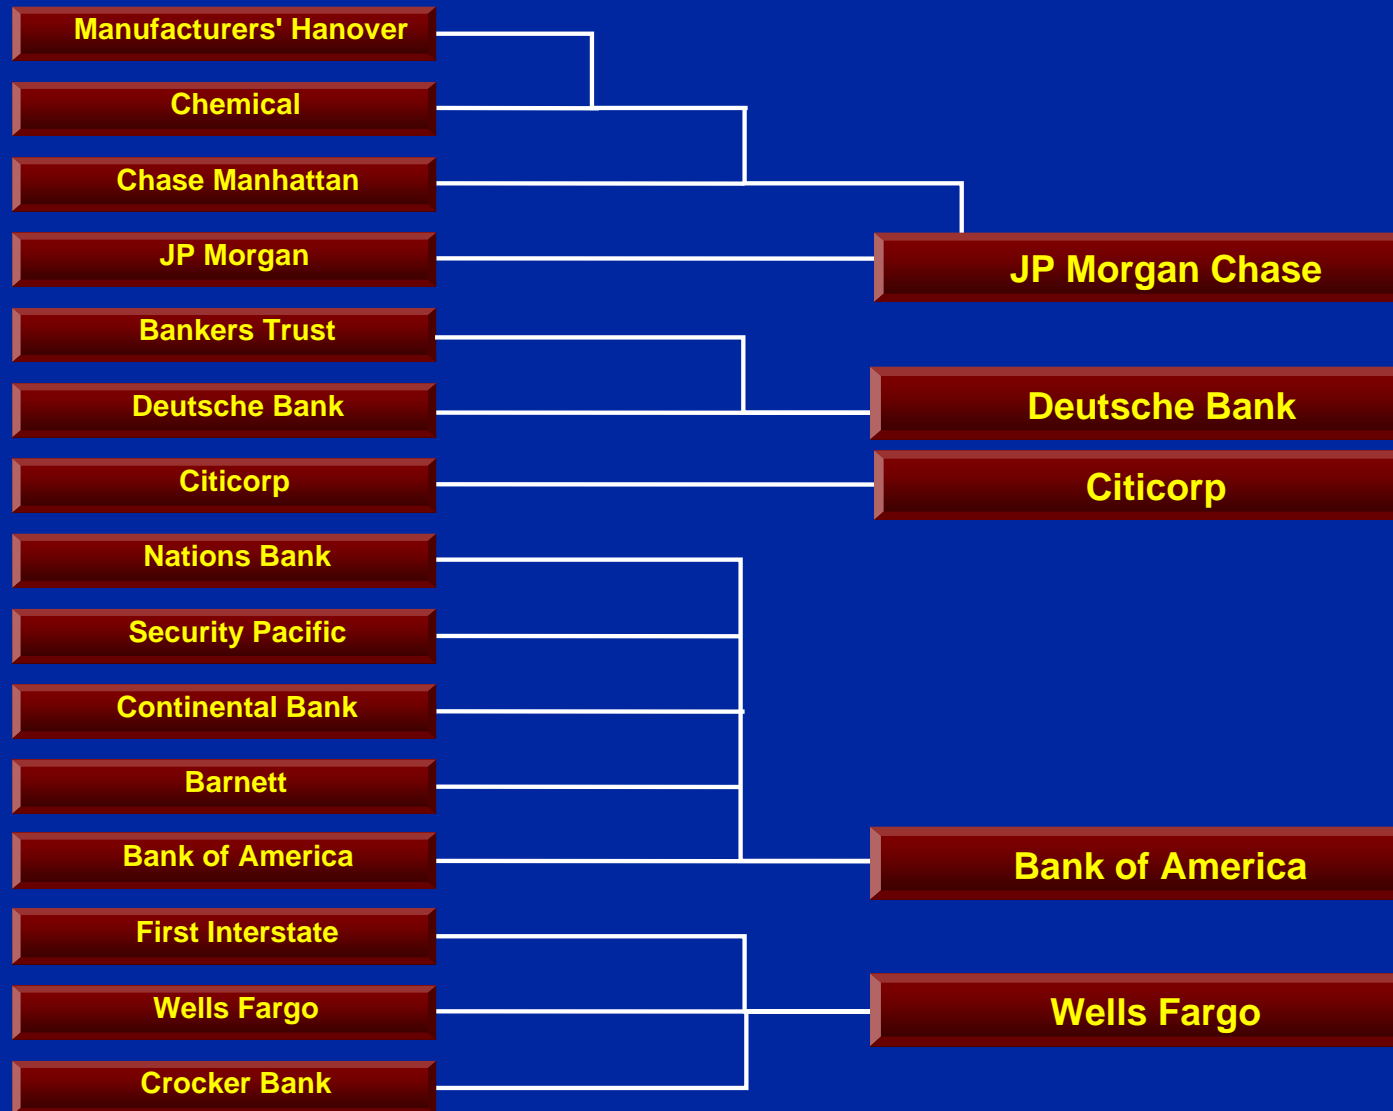 Manufacturers' Hanover
Chemical
Chase Manhattan
JP Morgan
JP Morgan Chase
Bankers Trust
Deutsche Bank
Deutsche Bank
Citicorp
Citicorp
Nations Bank
Security Pacific
Continental Bank
Barnett
Bank of America
Bank of America
First Interstate
Wells Fargo
Wells Fargo
Crocker Bank